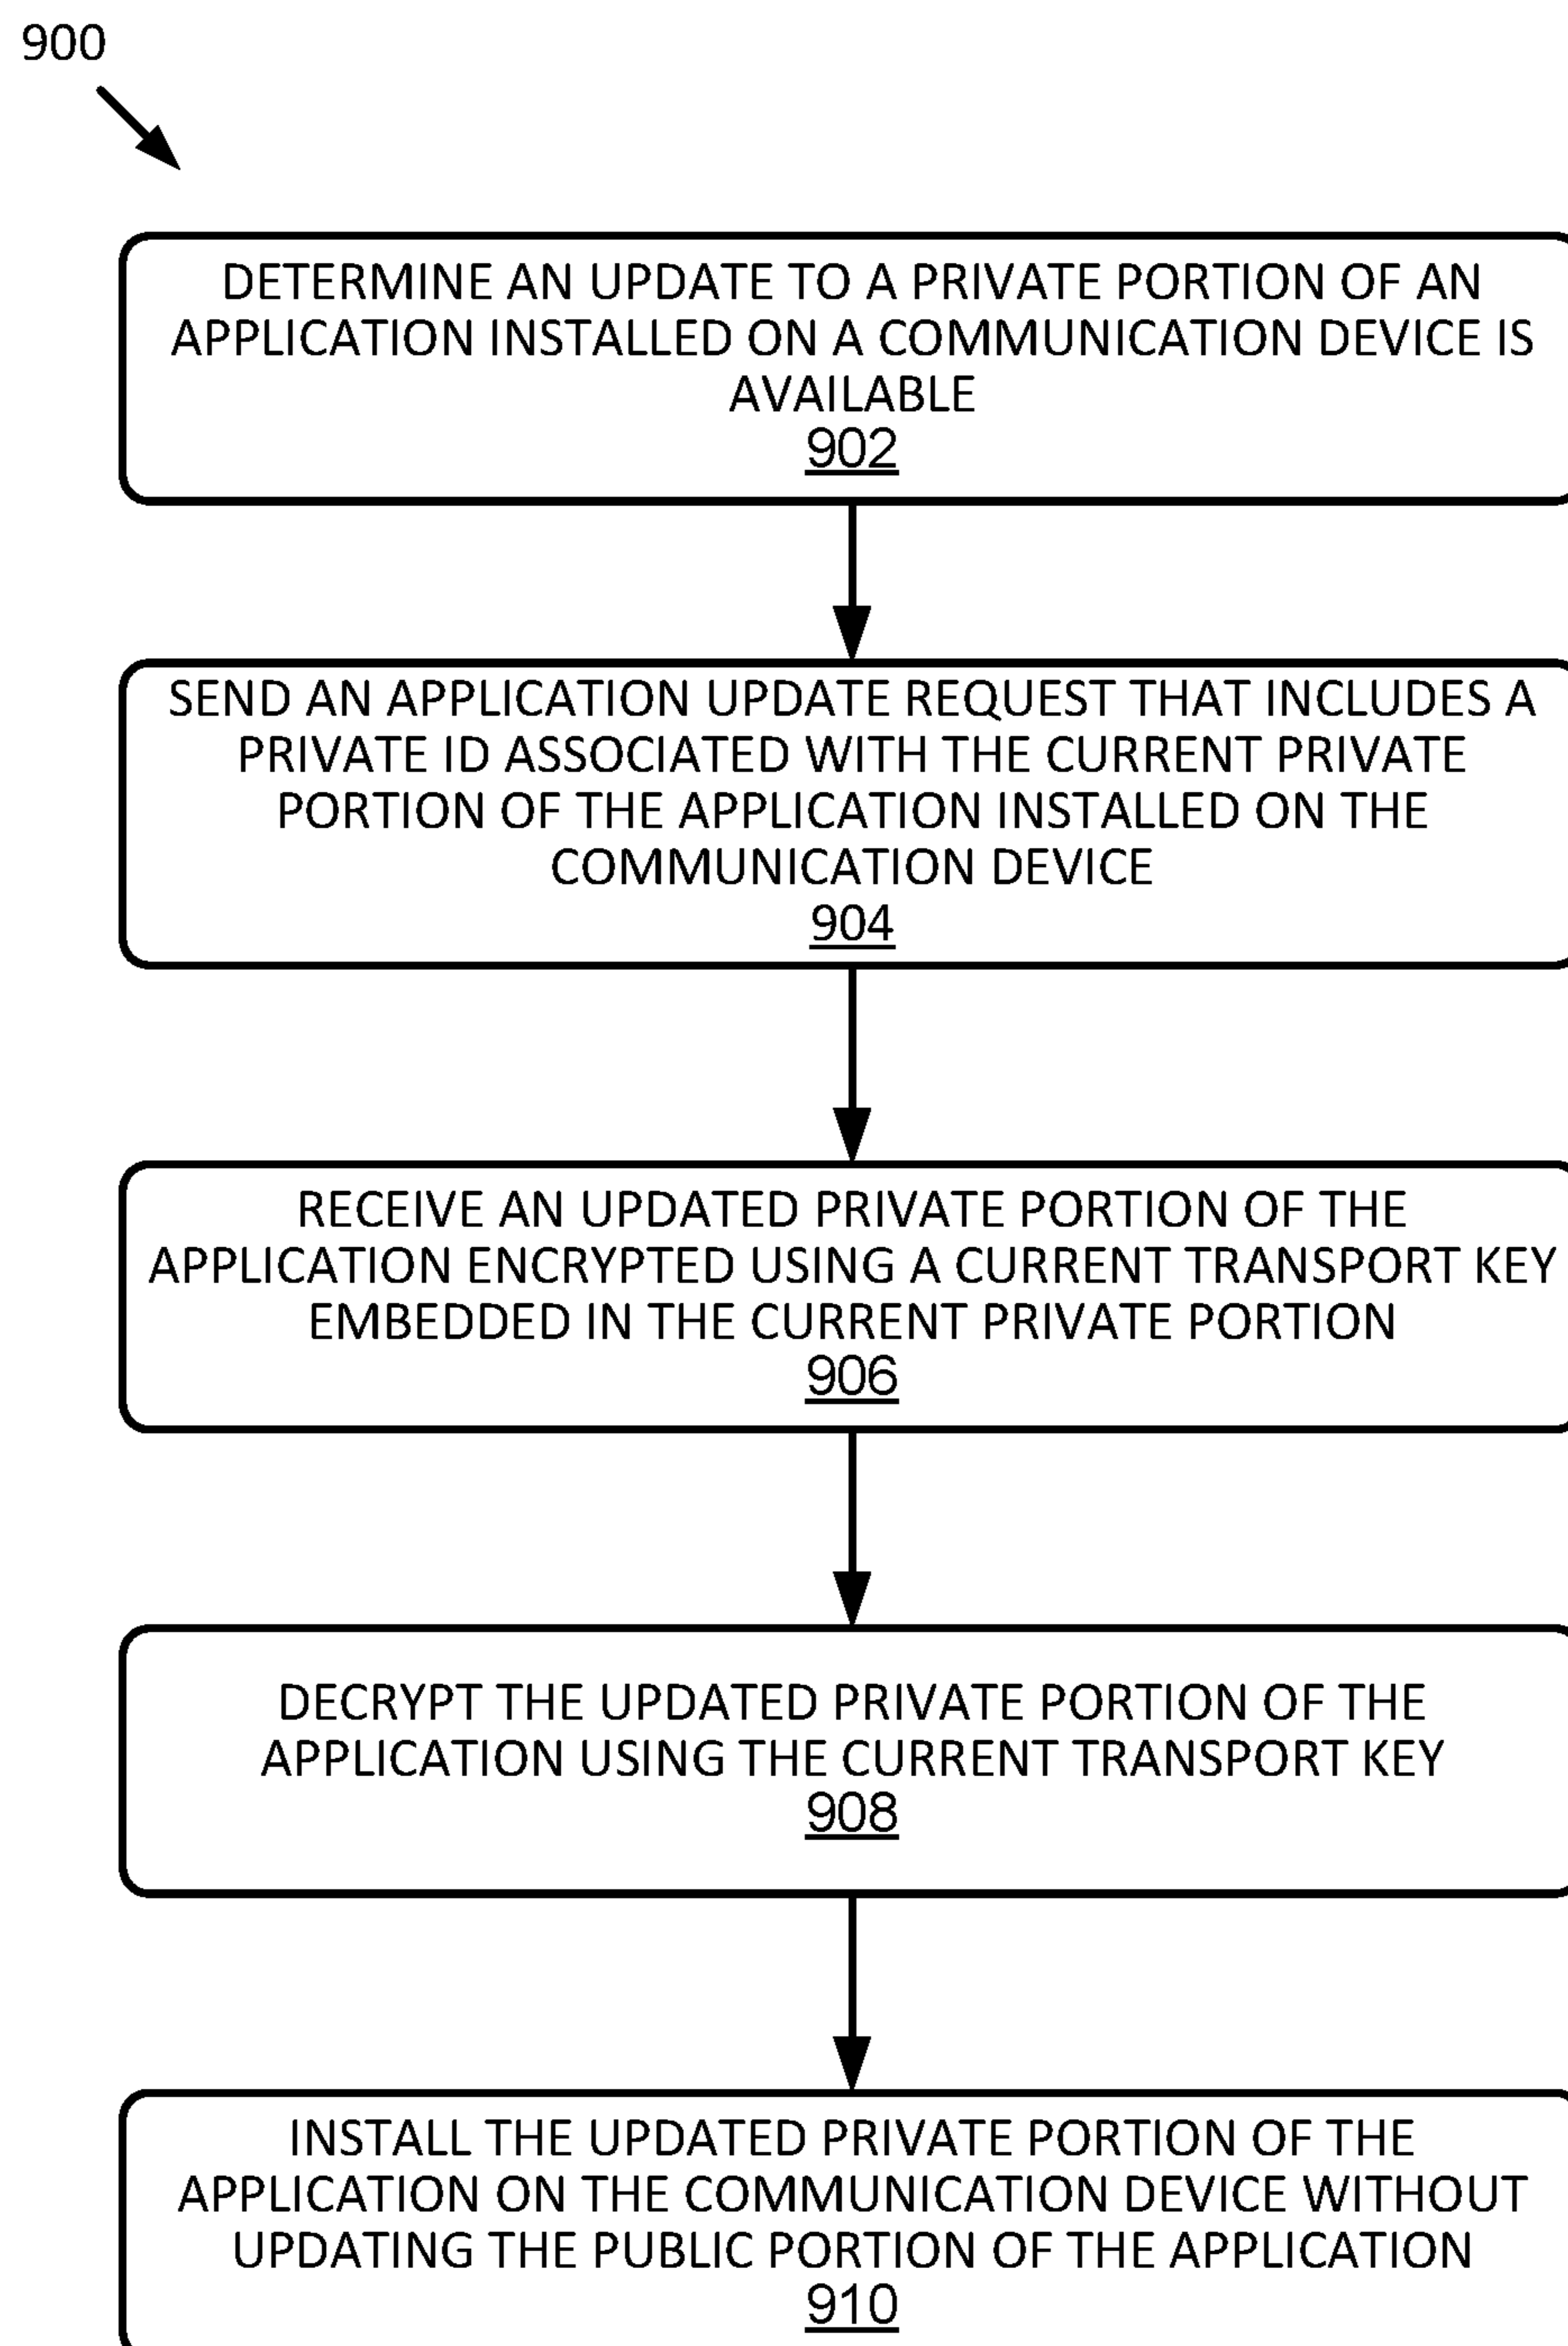 900
DETERMINE AN UPDATE TO A PRIVATE PORTION OF AN
APPLICATION INSTALLED ON A COMMUNICATION DEVICE IS
AVAILABLE
902
SEND AN APPLICATION UPDATE REQUEST THAT INCLUDES A
PRIVATE ID ASSOCIATED WITH THE CURRENT PRIVATE
PORTION OF THE APPLICATION INSTALLED ON THE
COMMUNICATION DEVICE
904
RECEIVE AN UPDATED PRIVATE PORTION OF THE
APPLICATION ENCRYPTED USING A CURRENT TRANSPORT KEY
EMBEDDED IN THE CURRENT PRIVATE PORTION
906
DECRYPT THE UPDATED PRIVATE PORTION OF THE
APPLICATION USING THE CURRENT TRANSPORT KEY
908
INSTALL THE UPDATED PRIVATE PORTION OF THE
APPLICATION ON THE COMMUNICATION DEVICE WITHOUT
UPDATING THE PUBLIC PORTION OF THE APPLICATION
910